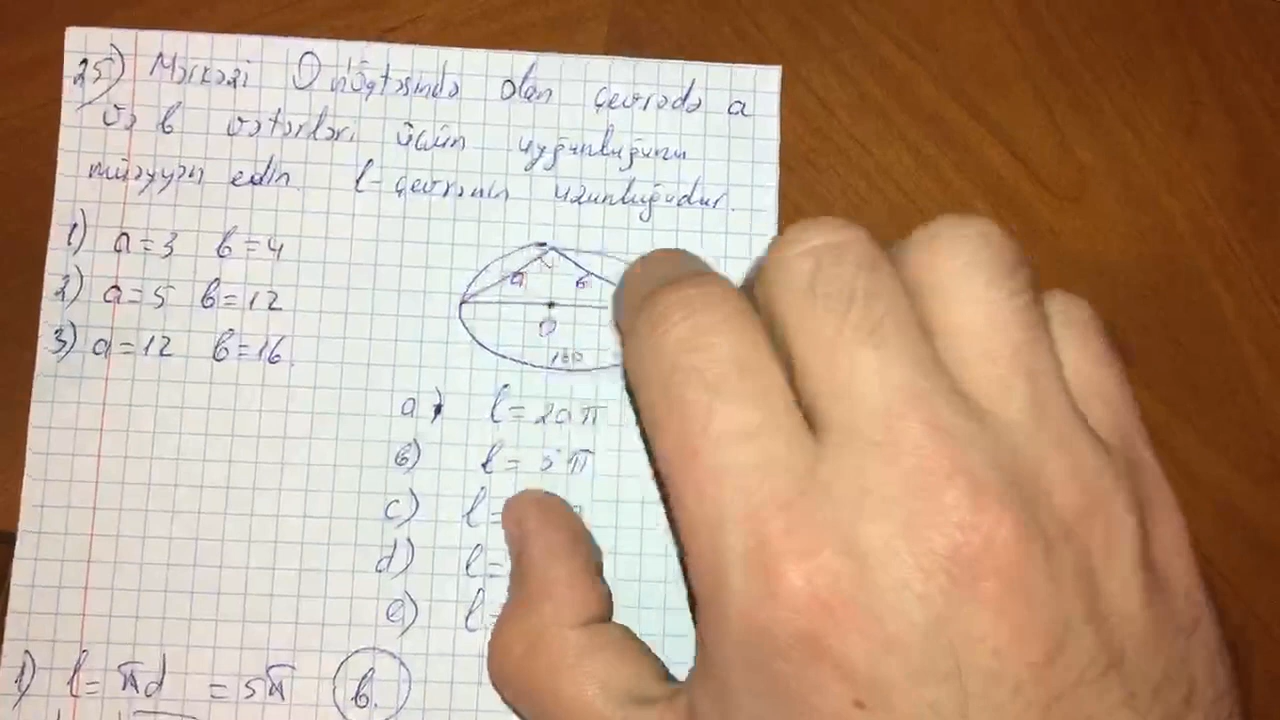 25) Mərkəzi O nöqtəsində olan çevrədə a
və b vətərləri üçün uyğunluğunu
müəyyən edin. l-çevrənin uzunluğudur.
1) a=3 b=4
2) a=5 b=12
3) a=12 b=16.
a b
O
180
a) l= 20π
b) l= 5π
c) l=
d) l=
e) l=
1) l= πd = 5π b.